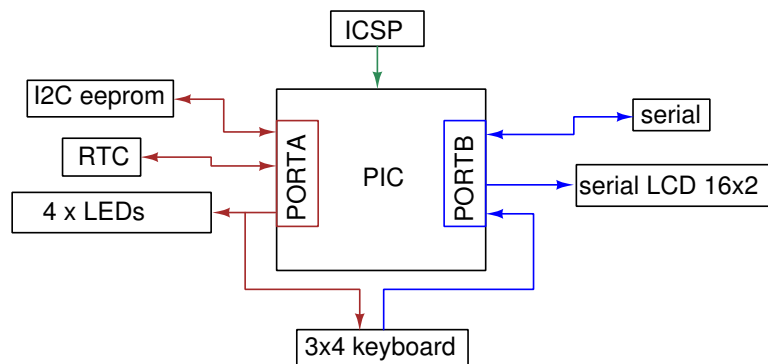 ICSP
I2C eeprom
serial
RTC
PORTA
PIC
PORTB
serial LCD 16x2
4 x LEDs
3x4 keyboard